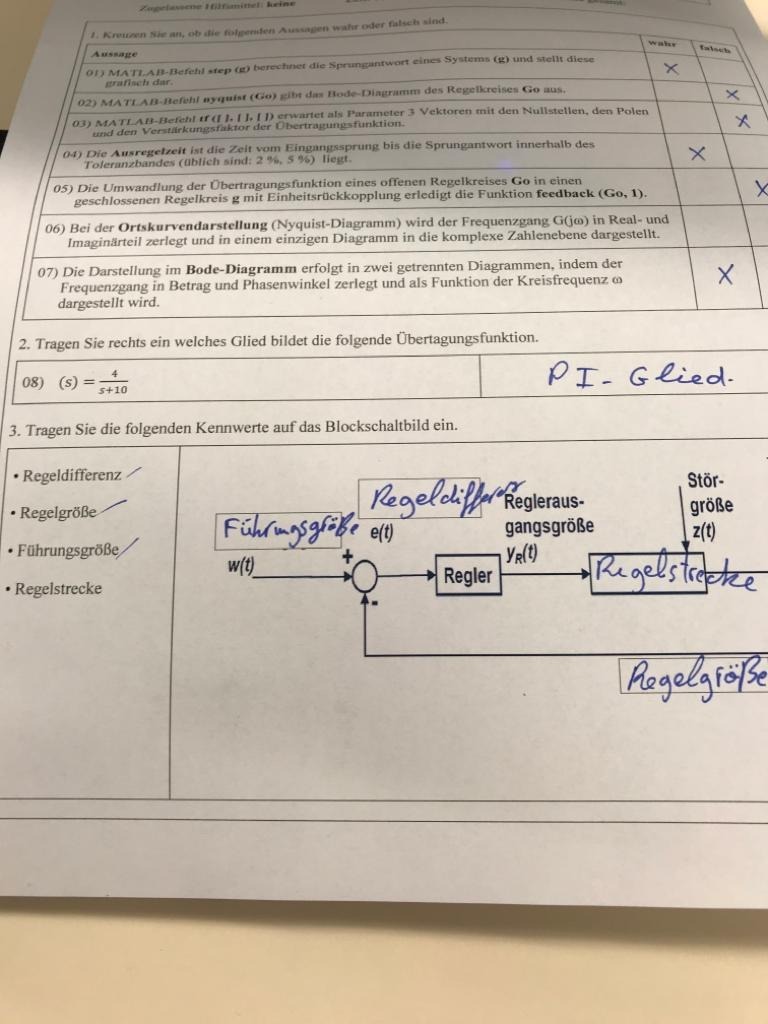 Zugelassene Hilfsmittel: keine
1. Kreuzen Sie an, ob die folgenden Aussagen wahr oder falsch sind.
Aussage wahr falsch
01) MATLAB-Befehl step (g) berechnet die Sprungantwort eines Systems (g) und stellt diese
grafisch dar. X
02) MATLAB-Befehl nyquist (Go) gibt das Bode-Diagramm des Regelkreises Go aus. X
03) MATLAB-Befehl tf ([ ], [ ], [ ]) erwartet als Parameter 3 Vektoren mit den Nullstellen, den Polen
und den Verstärkungsfaktor der Übertragungsfunktion. X
04) Die Ausregelzeit ist die Zeit vom Eingangssprung bis die Sprungantwort innerhalb des
Toleranzbandes (üblich sind: 2 %, 5 %) liegt. X
05) Die Umwandlung der Übertragungsfunktion eines offenen Regelkreises Go in einen
geschlossenen Regelkreis g mit Einheitsrückkopplung erledigt die Funktion feedback (Go, 1). X
06) Bei der Ortskurvendarstellung (Nyquist-Diagramm) wird der Frequenzgang G(jω) in Real- und
Imaginärteil zerlegt und in einem einzigen Diagramm in die komplexe Zahlenebene dargestellt.
07) Die Darstellung im Bode-Diagramm erfolgt in zwei getrennten Diagrammen, indem der
Frequenzgang in Betrag und Phasenwinkel zerlegt und als Funktion der Kreisfrequenz ω
dargestellt wird. X
2. Tragen Sie rechts ein welches Glied bildet die folgende Übertagungsfunktion.
08) (s) = 4/(s+10) PI-Glied.
3. Tragen Sie die folgenden Kennwerte auf das Blockschaltbild ein.
• Regeldifferenz
• Regelgröße
• Führungsgröße
• Regelstrecke
Führungsgröße
w(t)
Regeldifferenz
e(t)
+
-
Regler
Regleraus-
gangsgröße
yR(t)
Stör-
größe
z(t)
Regelstrecke
Regelgröße